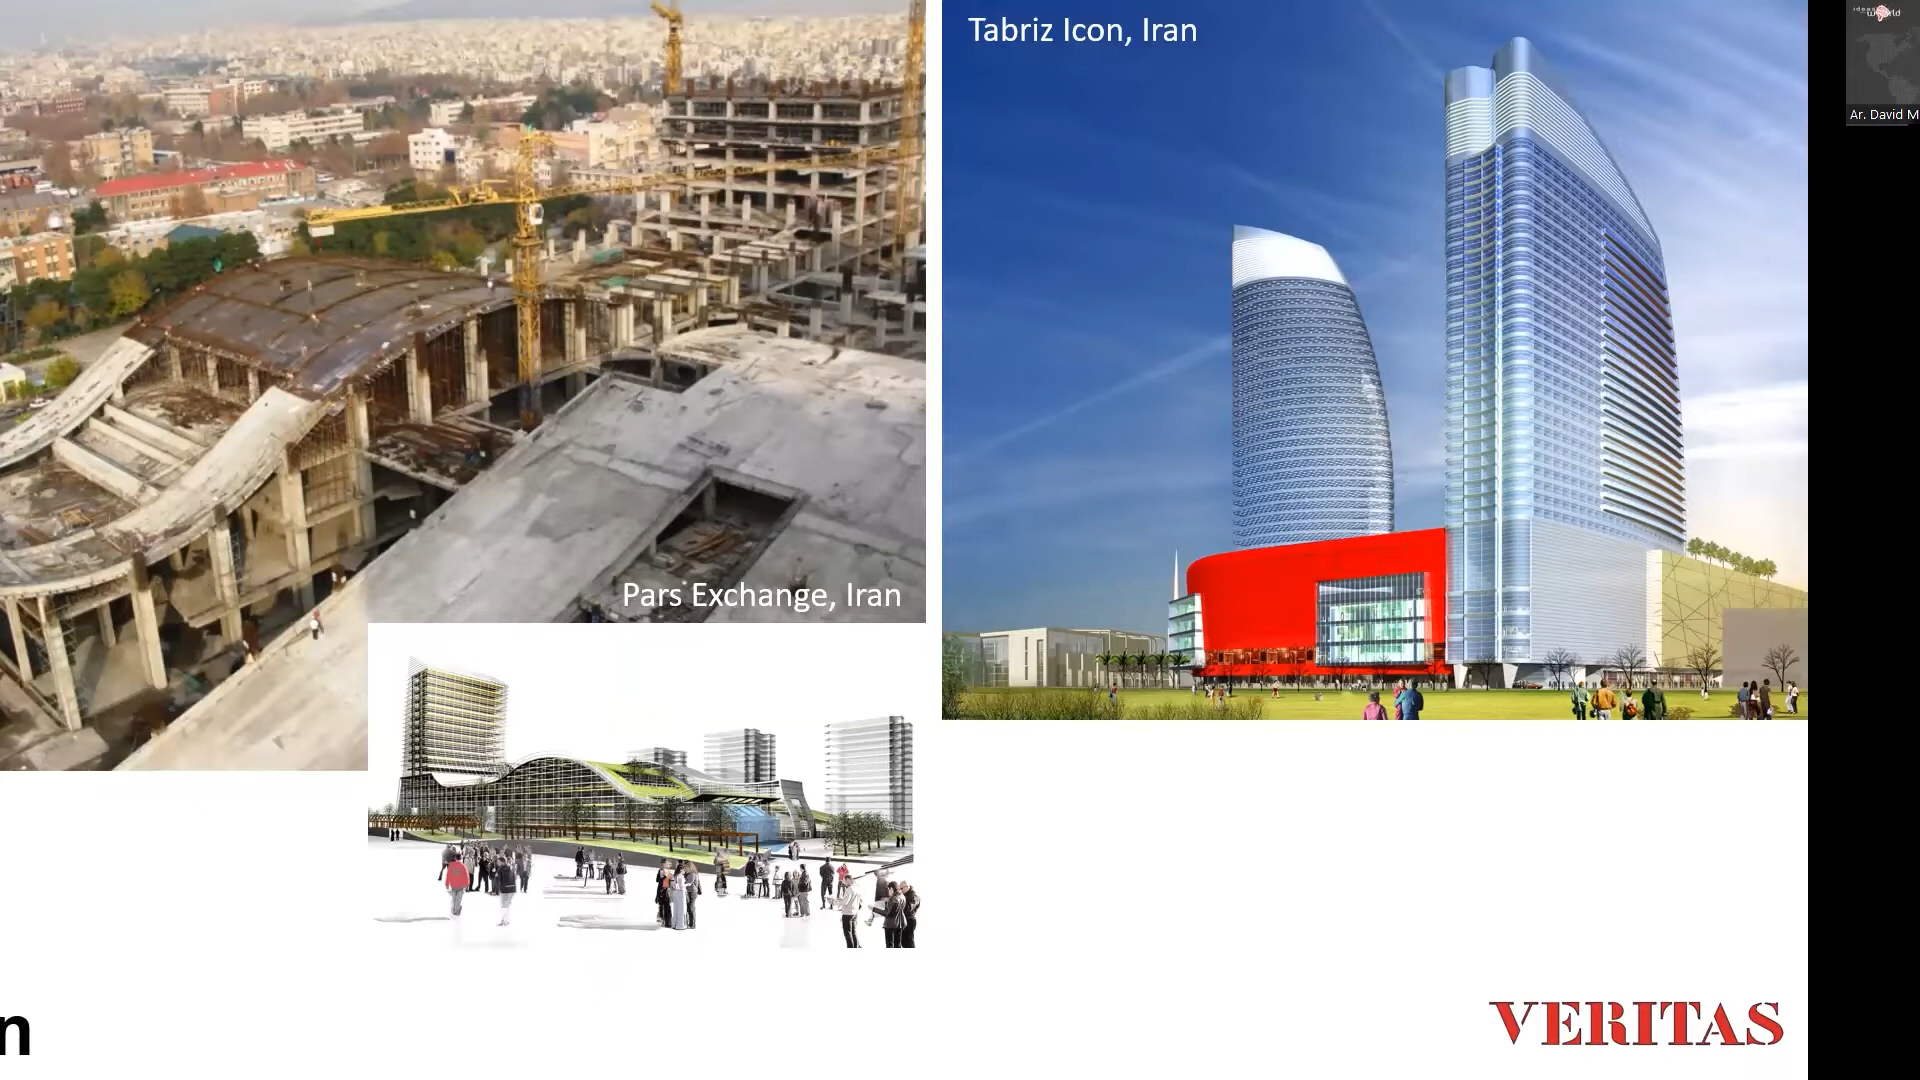 Tabriz Icon, Iran
Ar. David M
Pars Exchange, Iran
n
VERITAS